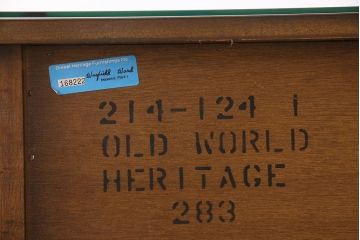 Drexel Heritage Furnishings Inc.
168222
214-124 1
OLD WORLD
HERITAGE
283